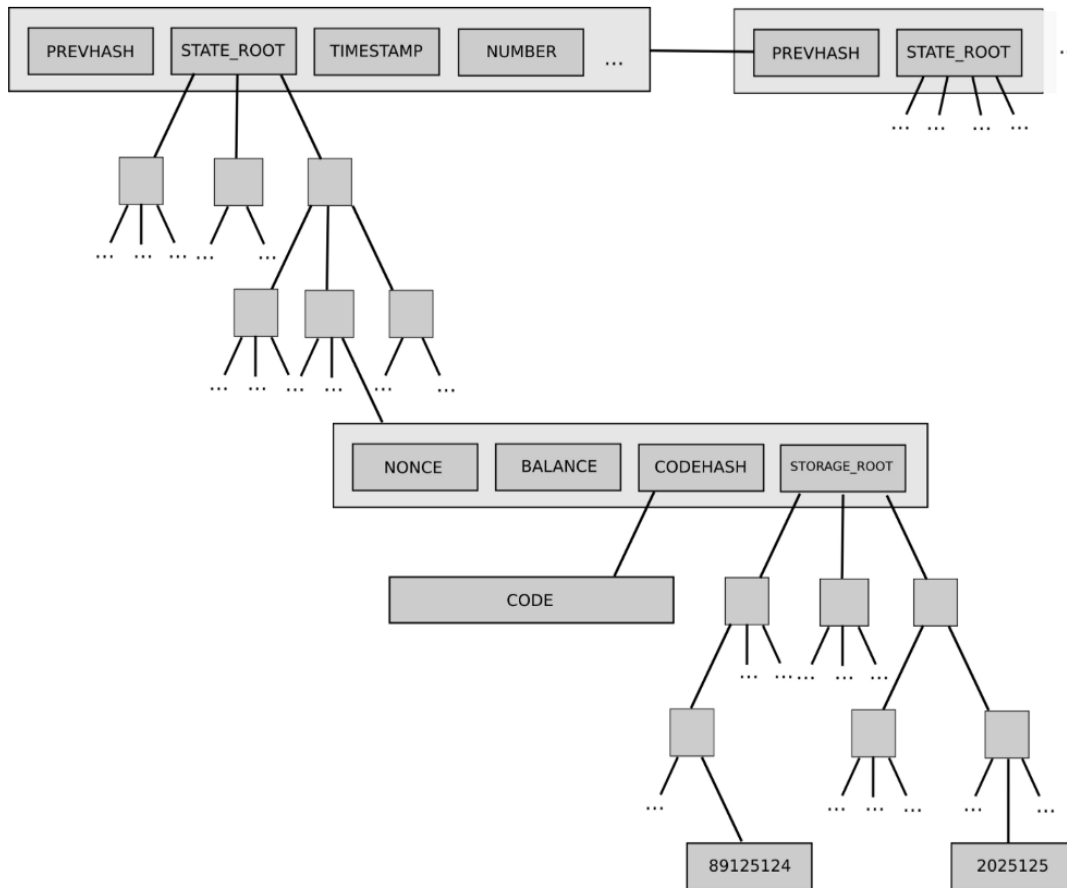 PREVHASH STATE_ROOT TIMESTAMP NUMBER ... PREVHASH STATE_ROOT ...
... ... ... ...
... ... ... ... ...
... ... ... ... ... ...
NONCE BALANCE CODEHASH STORAGE_ROOT
CODE
... ... ... ... ...
... ... ... ... ... ...
89125124 2025125